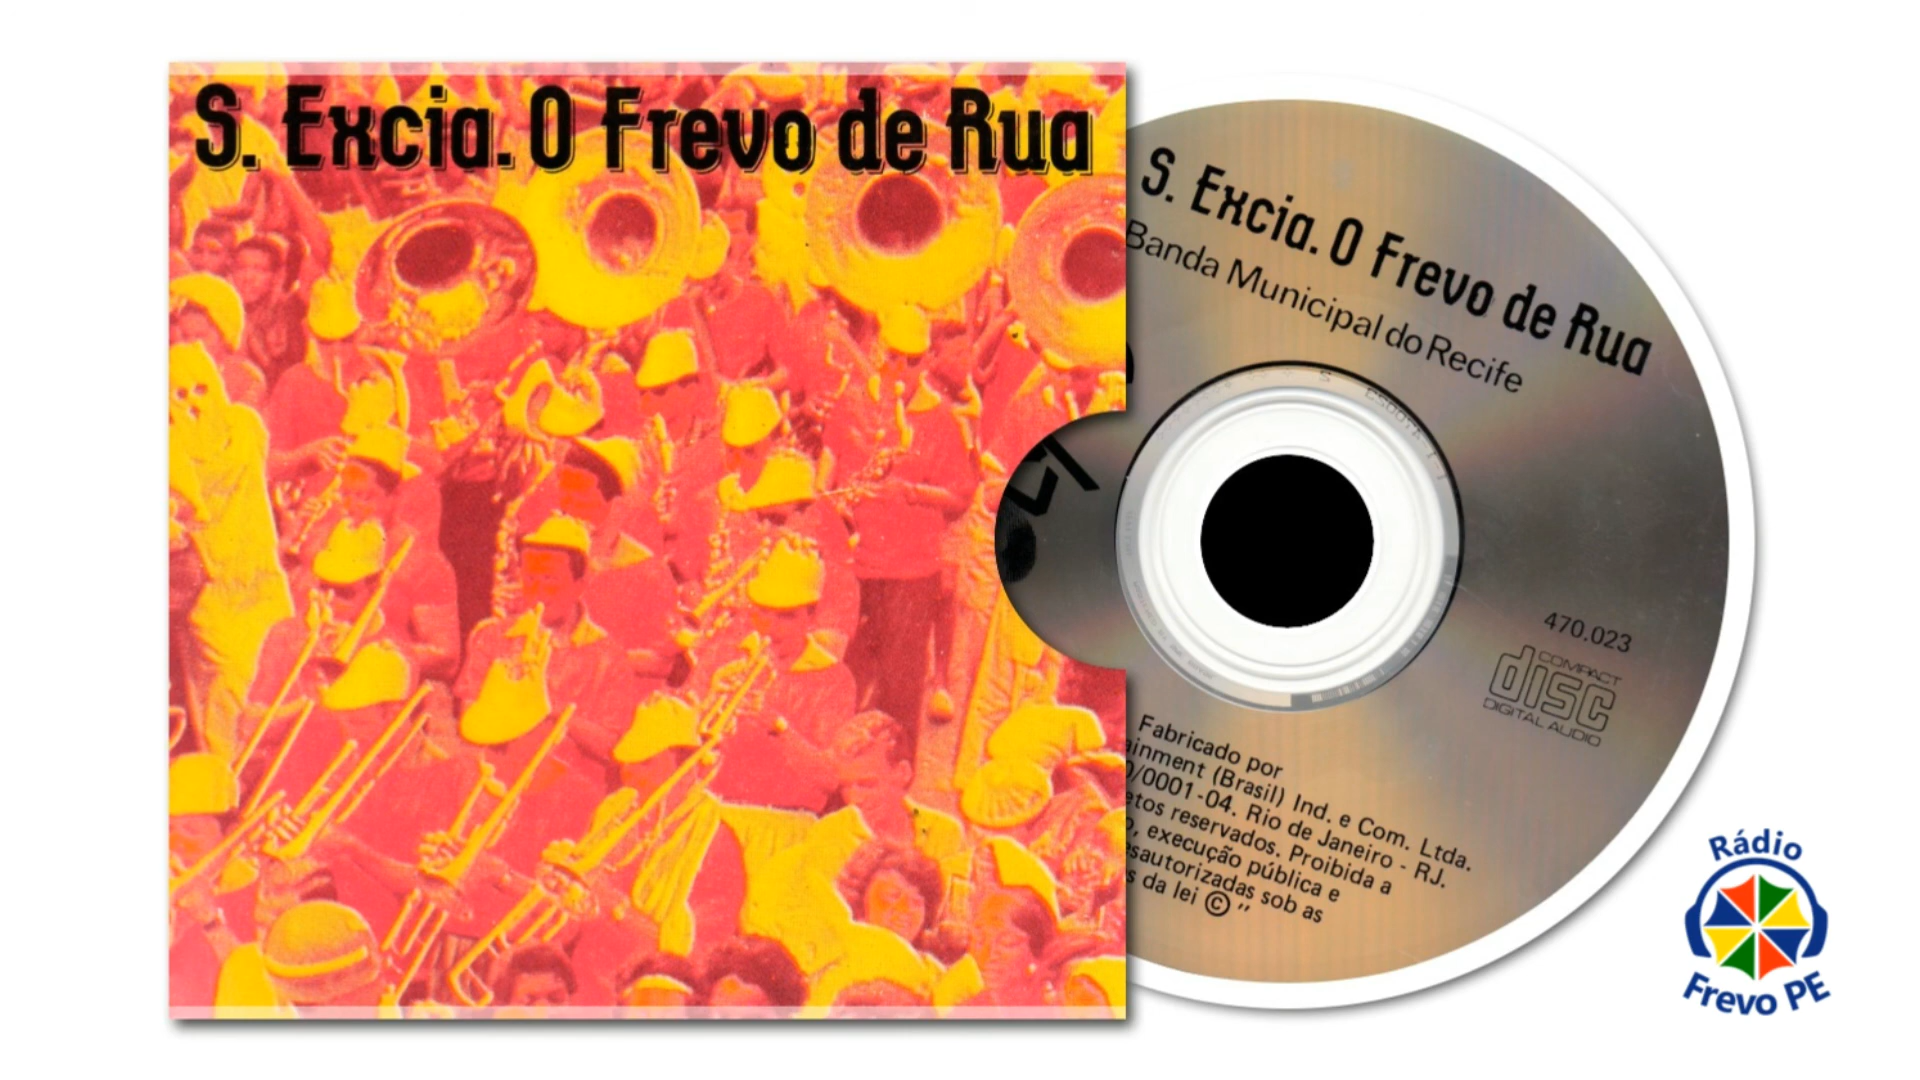 S. Excia. O Frevo de Rua
S. Excia. O Frevo de Rua
Banda Municipal do Recife
470.023
COMPACT
disc
DIGITAL AUDIO
Fabricado por
ainment (Brasil) Ind. e Com. Ltda.
0/0001-04. Rio de Janeiro - RJ.
etos reservados. Proibida a
o, execução pública e
esautorizadas sob as
s da lei © ”
Rádio
Frevo PE